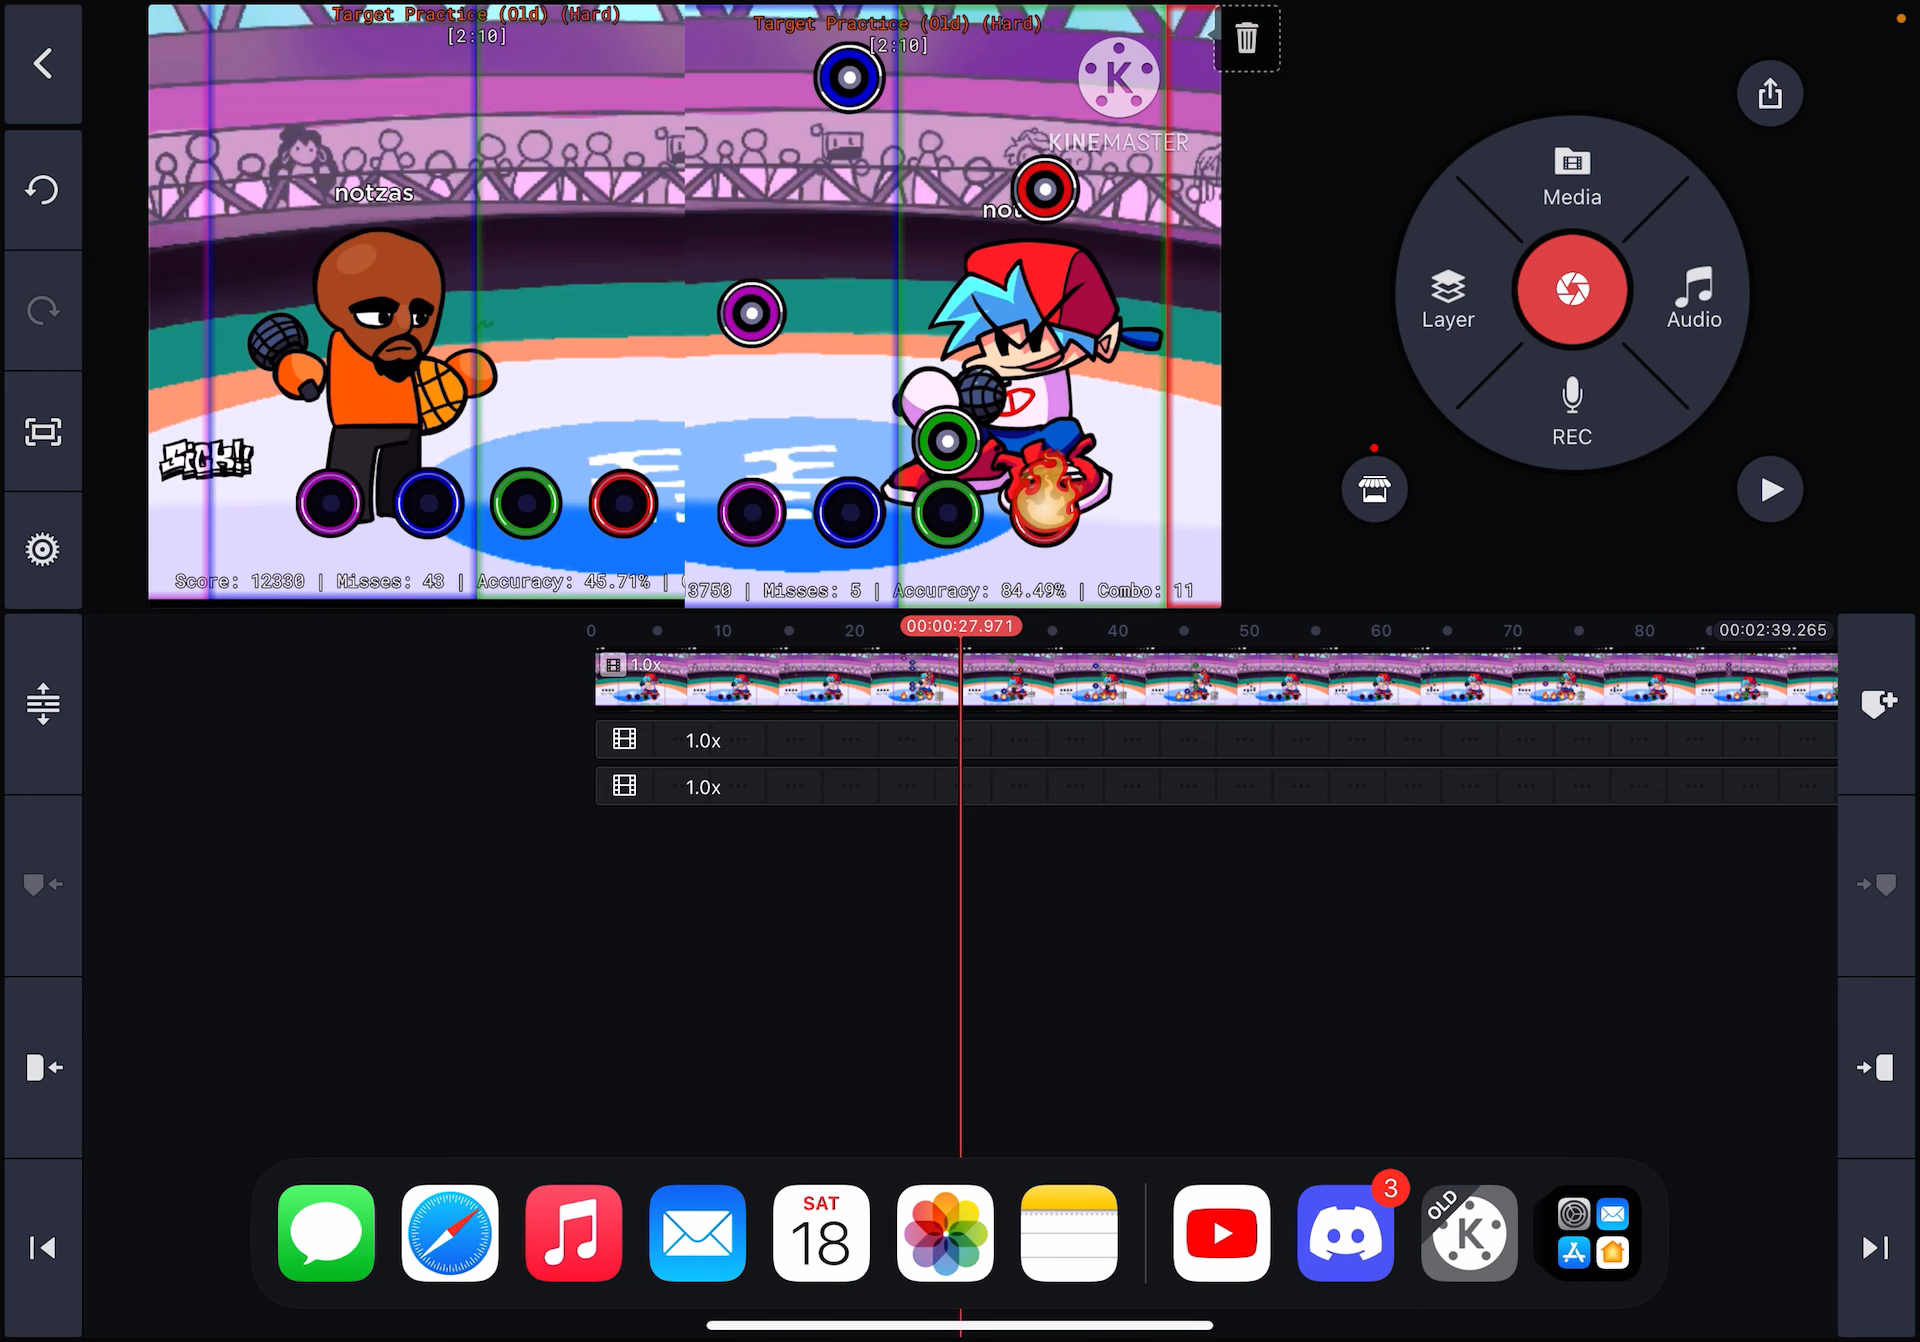 Target Practice (Old) (Hard)
[2:10]
Target Practice (Old) (Hard)
[2:10]
K
KINEMASTER
notzas
not
SiCK!!
Score: 12330 | Misses: 43 | Accuracy: 45.71% |
3750 | Misses: 5 | Accuracy: 84.49% | Combo: 11
Media
Layer
Audio
REC
0
10
20
00:00:27.971
40
50
60
70
80
00:02:39.265
1.0x
1.0x
1.0x
SAT
18
3
OLD
K